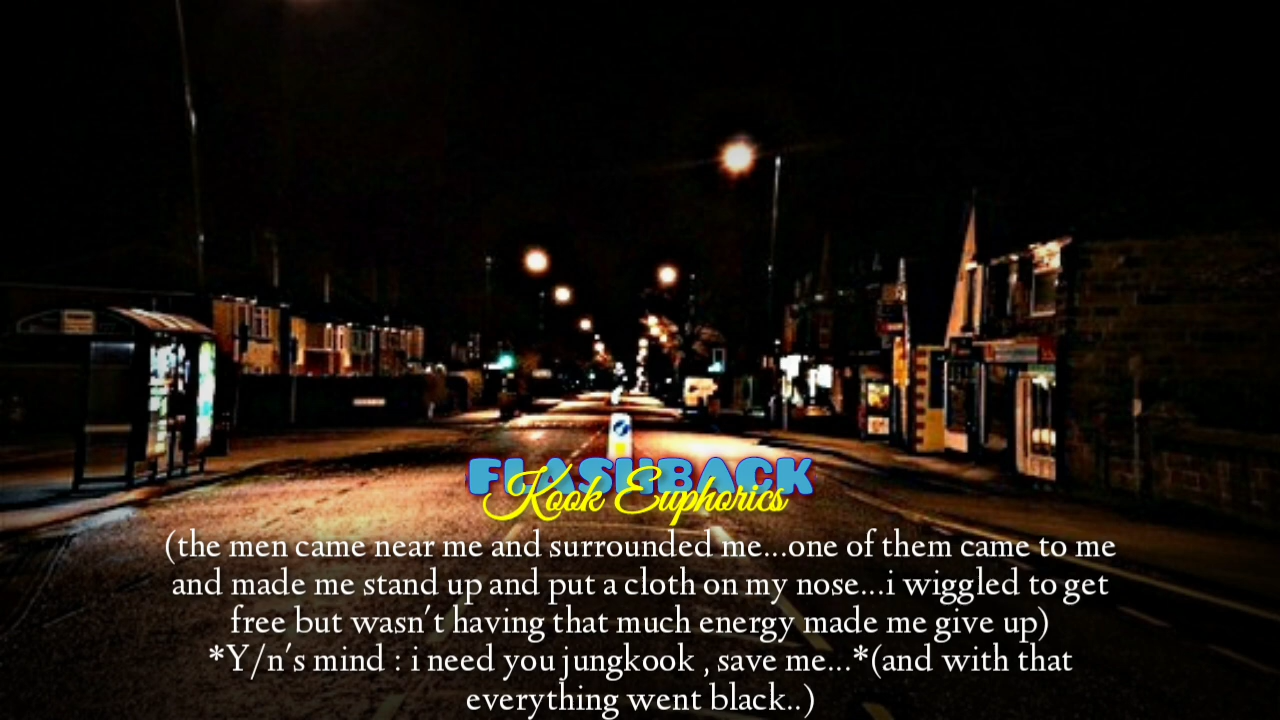 FLASHBACK
Kook Euphorics
(the men came near me and surrounded me...one of them came to me
and made me stand up and put a cloth on my nose...i wiggled to get
free but wasn't having that much energy made me give up)
*Y/n's mind : i need you jungkook , save me...*(and with that
everything went black..)